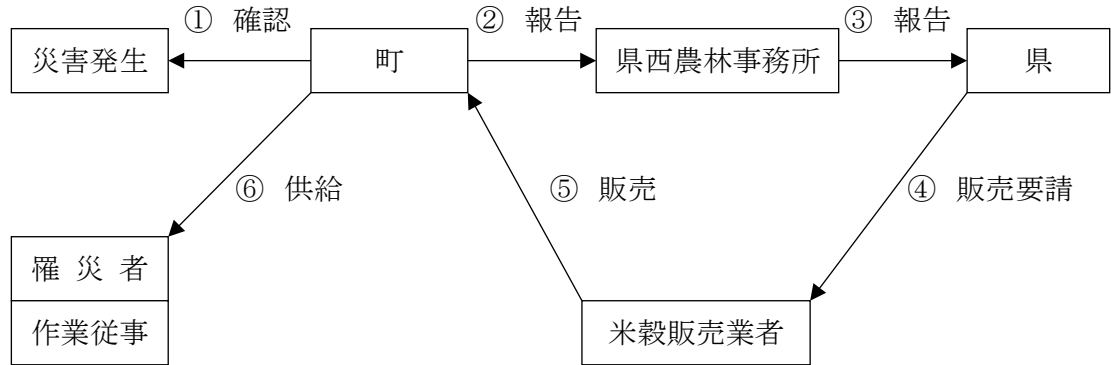 ① 確認
② 報告
③ 報告
災害発生
町
県西農林事務所
県
⑥ 供給
⑤ 販売
④ 販売要請
罹 災 者
作業従事
米穀販売業者